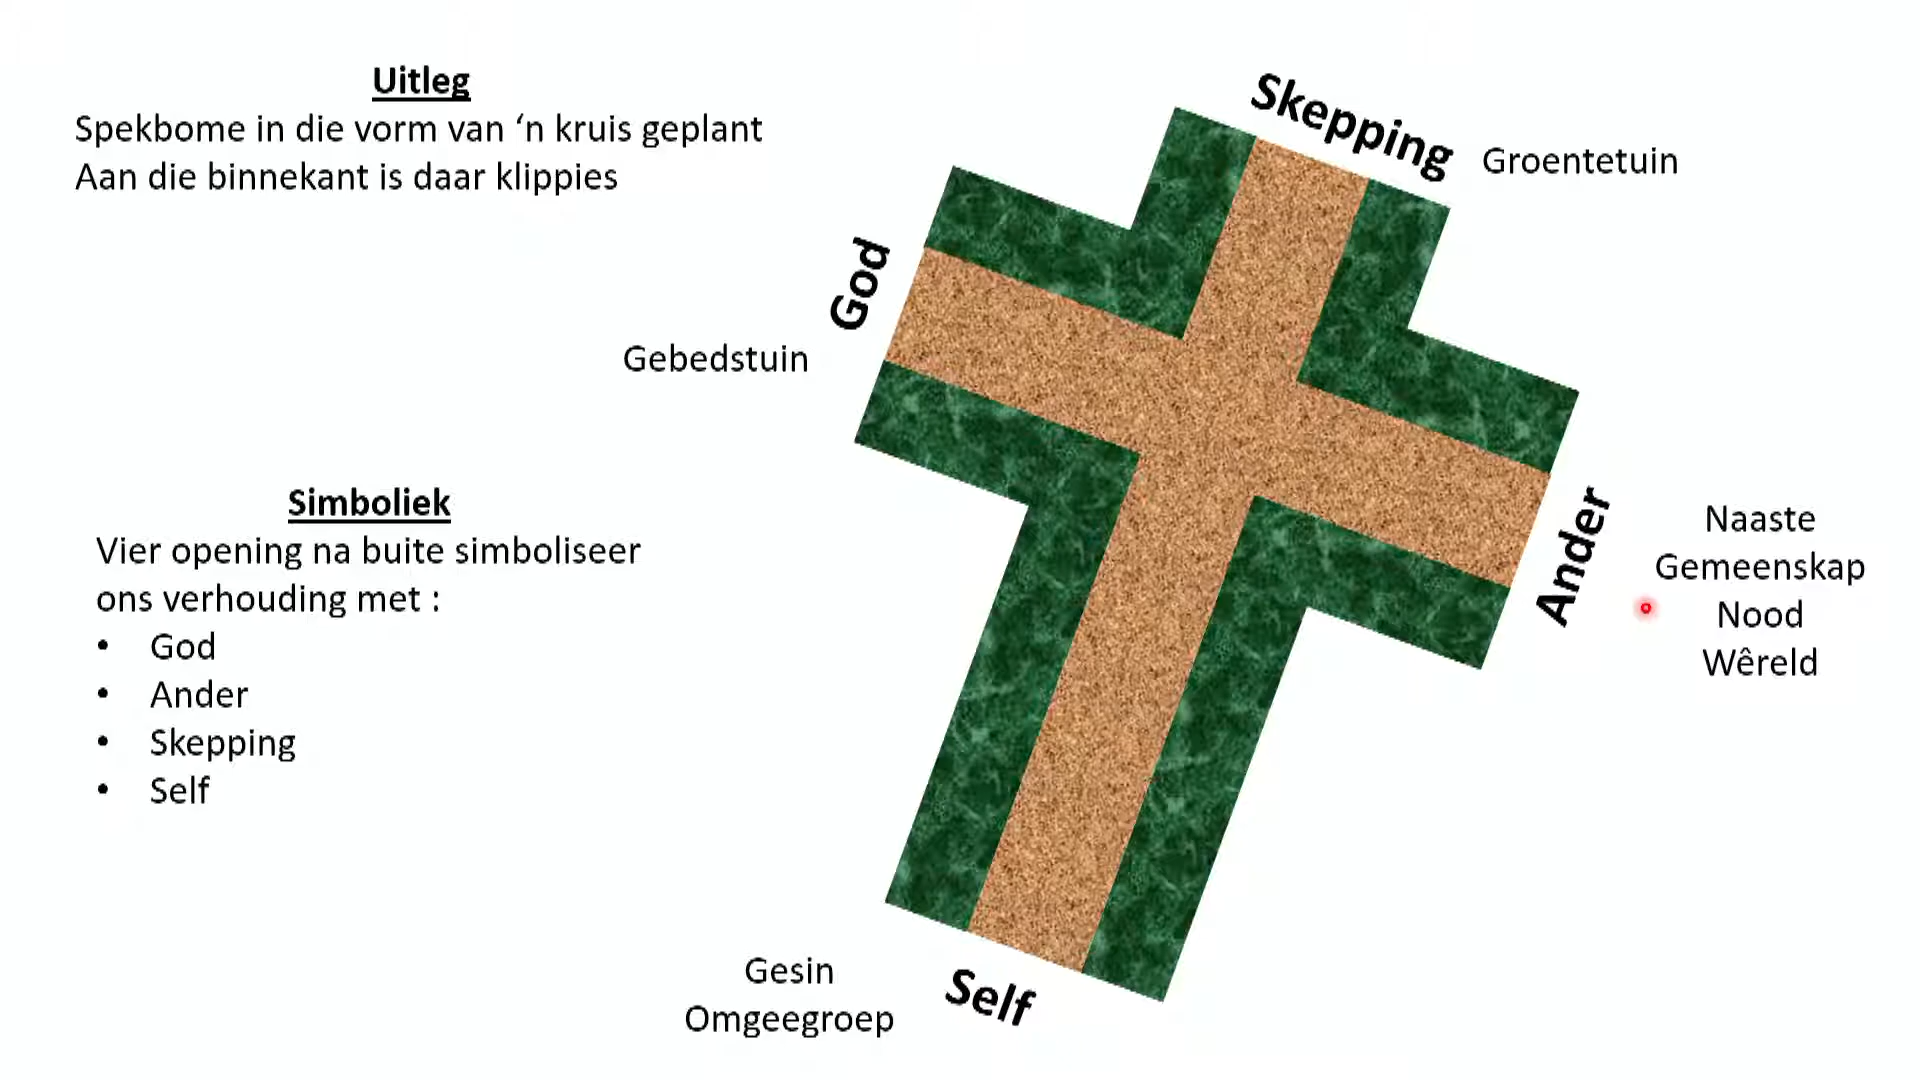 Uitleg
Spekbome in die vorm van ‘n kruis geplant
Aan die binnekant is daar klippies
Skepping
Groentetuin
God
Gebedstuin
Simboliek
Vier opening na buite simboliseer
ons verhouding met :
• God
• Ander
• Skepping
• Self
Ander
Naaste
Gemeenskap
Nood
Wêreld
Self
Gesin
Omgeegroep